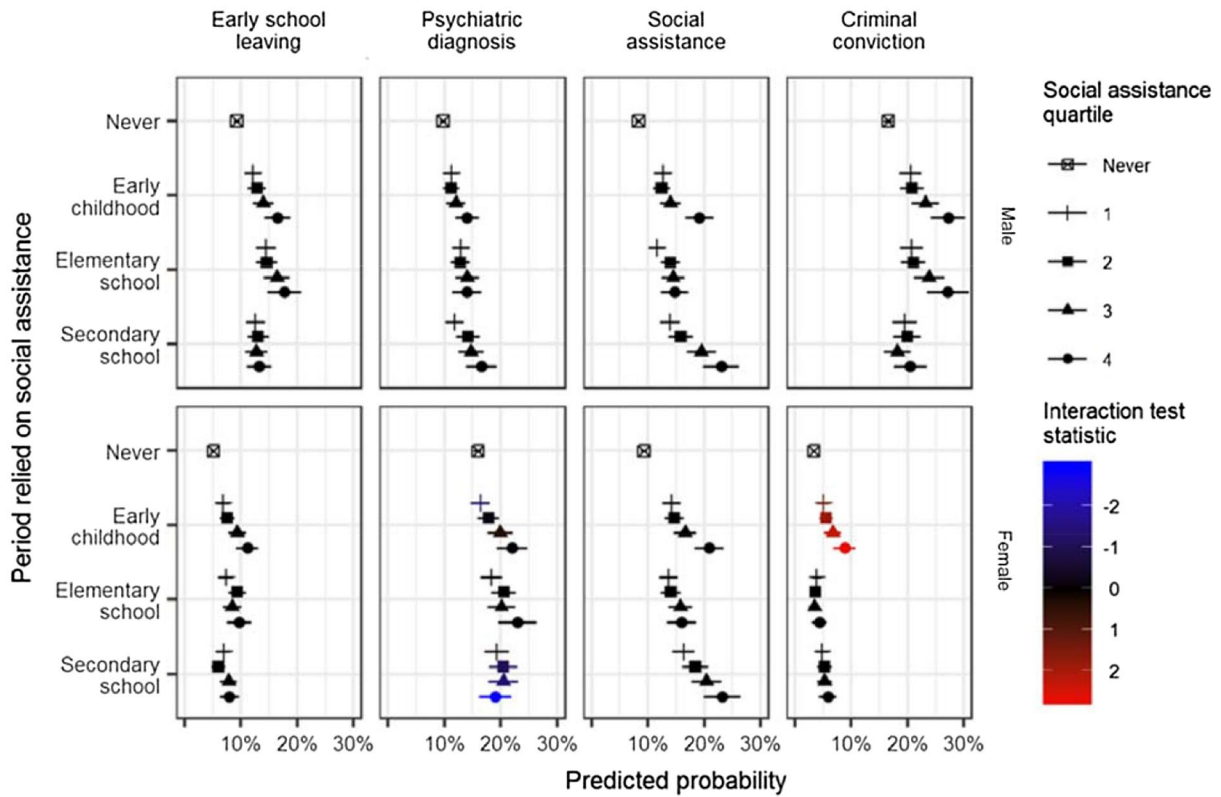 Early school
leaving
Psychiatric
diagnosis
Social
assistance
Criminal
conviction
Period relied on social assistance
Never
Early
childhood
Elementary
school
Secondary
school
Male
Never
Early
childhood
Elementary
school
Secondary
school
Female
10% 20% 30%
10% 20% 30%
10% 20% 30%
10% 20% 30%
Predicted probability
Social assistance
quartile
Never
1
2
3
4
Interaction test
statistic
-2
-1
0
1
2